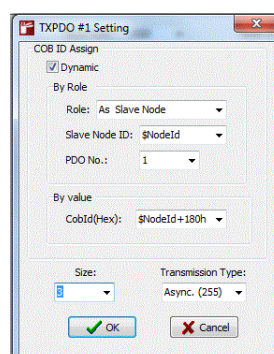 TXPDO #1 Setting
COB ID Assign
Dynamic
By Role
Role: As Slave Node
Slave Node ID: $NodeId
PDO No.: 1
By value
CobId(Hex): $NodeId+180h
Size: Transmission Type:
3 Async. (255)
OK Cancel